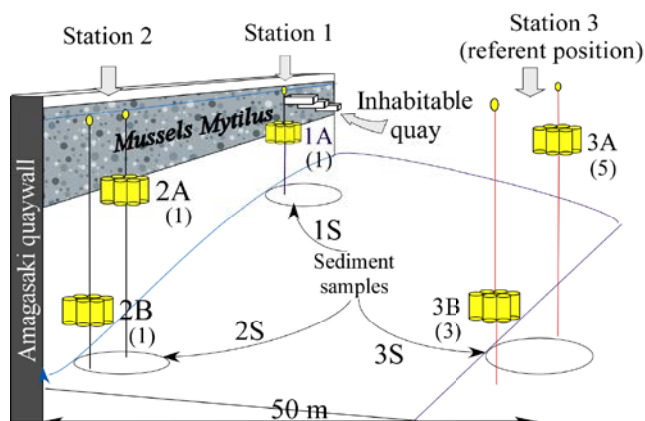 Station 2
Station 1
Station 3
(referent position)
Mussels Mytilus
Inhabitable
quay
1A
(1)
3A
(5)
2A
(1)
1S
Sediment
samples
2B
(1)
3B
(3)
2S
3S
Amagasaki quaywall
50 m